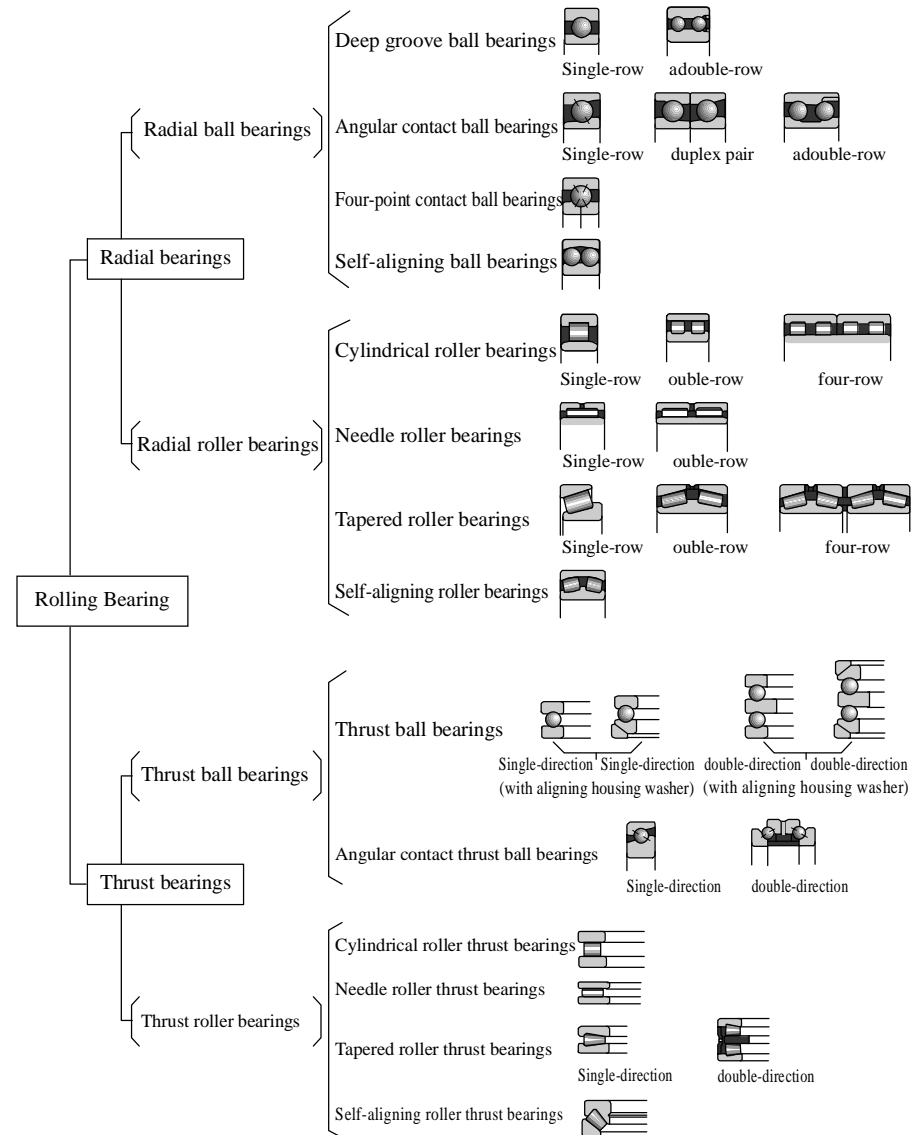 Deep groove ball bearings
Single-row adouble-row
Radial ball bearings
Angular contact ball bearings
Single-row duplex pair adouble-row
Four-point contact ball bearings
Radial bearings
Self-aligning ball bearings
Cylindrical roller bearings
Single-row ouble-row four-row
Radial roller bearings
Needle roller bearings
Single-row ouble-row
Tapered roller bearings
Single-row ouble-row four-row
Self-aligning roller bearings
Rolling Bearing
Thrust ball bearings
Single-direction Single-direction double-direction double-direction
(with aligning housing washer) (with aligning housing washer)
Thrust ball bearings
Angular contact thrust ball bearings
Single-direction double-direction
Thrust bearings
Cylindrical roller thrust bearings
Needle roller thrust bearings
Thrust roller bearings
Tapered roller thrust bearings
Single-direction double-direction
Self-aligning roller thrust bearings